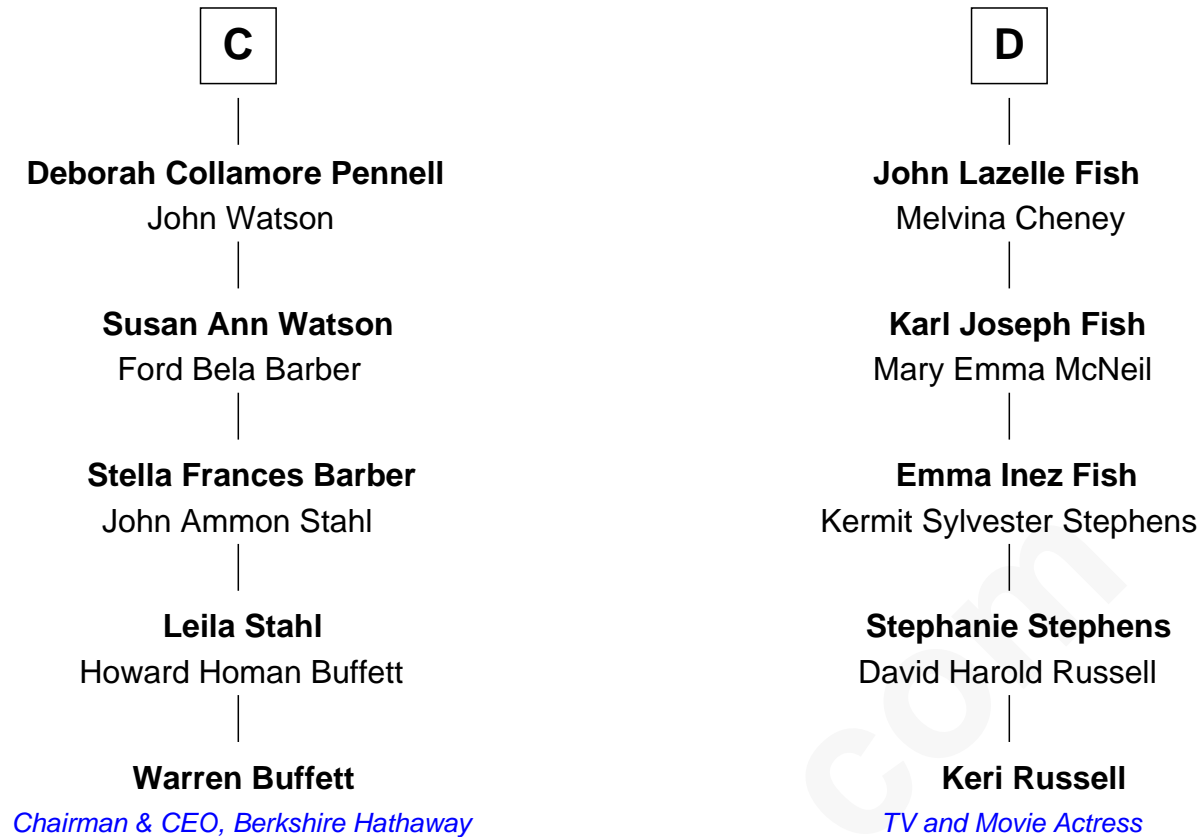 C
Deborah Collamore Pennell
John Watson
Susan Ann Watson
Ford Bela Barber
Stella Frances Barber
John Ammon Stahl
Leila Stahl
Howard Homan Buffett
Warren Buffett
Chairman & CEO, Berkshire Hathaway
D
John Lazelle Fish
Melvina Cheney
Karl Joseph Fish
Mary Emma McNeil
Emma Inez Fish
Kermit Sylvester Stephens
Stephanie Stephens
David Harold Russell
Keri Russell
TV and Movie Actress
com